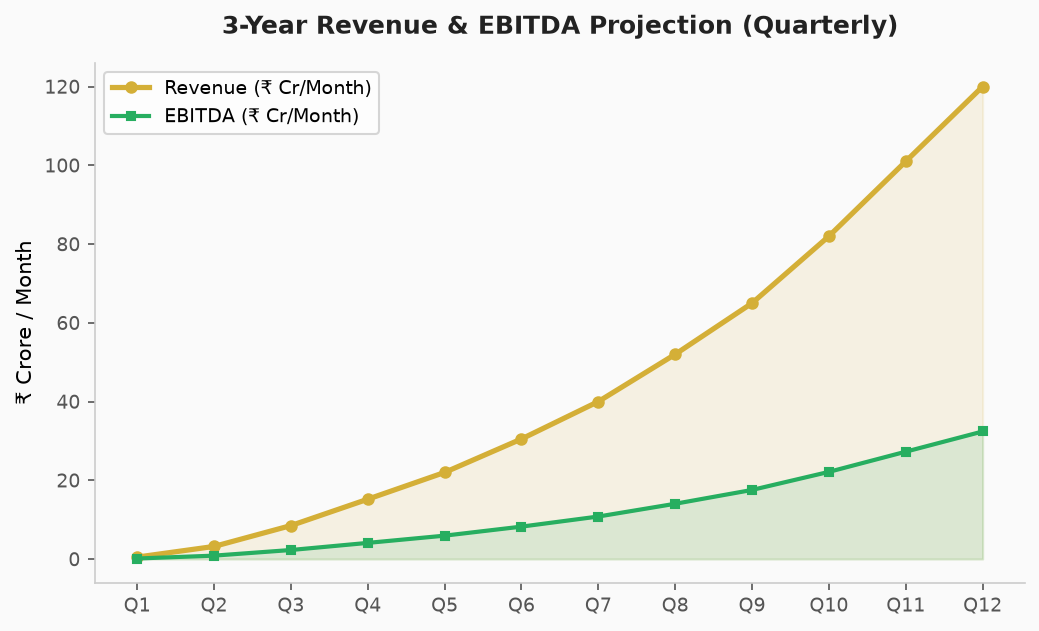 3-Year Revenue & EBITDA Projection (Quarterly)
Revenue (₹ Cr/Month)
EBITDA (₹ Cr/Month)
₹ Crore / Month
120
100
80
60
40
20
0
Q1 Q2 Q3 Q4 Q5 Q6 Q7 Q8 Q9 Q10 Q11 Q12